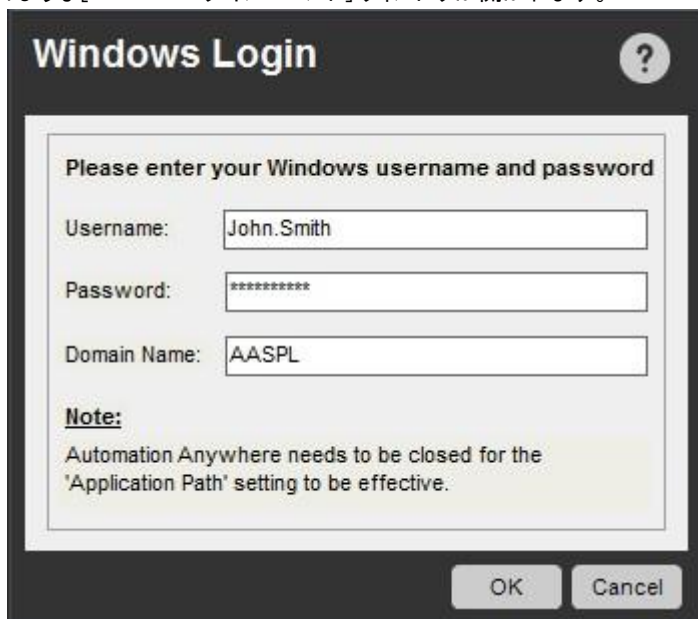 Windows Login
?
Please enter your Windows username and password
Username: John.Smith
Password: **********
Domain Name: AASPL
Note:
Automation Anywhere needs to be closed for the
'Application Path' setting to be effective.
OK Cancel